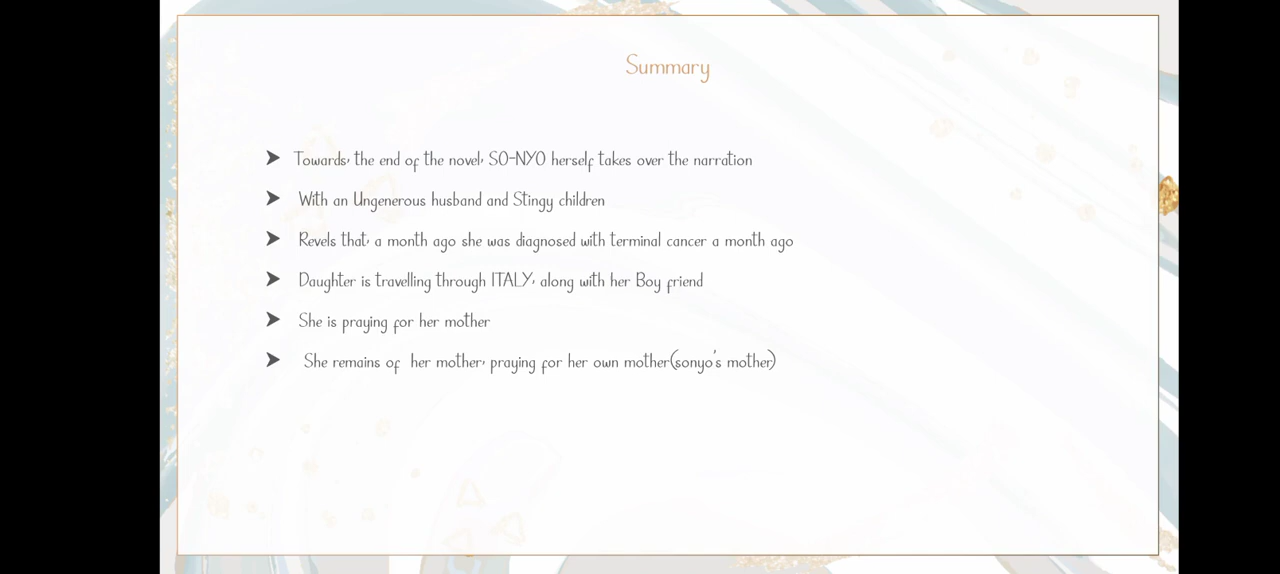 Summary
➤ Towards, the end of the novel, SO-NYO herself takes over the narration
➤ With an Ungenerous husband and Stingy children
➤ Revels that, a month ago she was diagnosed with terminal cancer a month ago
➤ Daughter is travelling through ITALY, along with her Boy friend
➤ She is praying for her mother
➤ She remains of her mother, praying for her own mother(sonyo's mother)